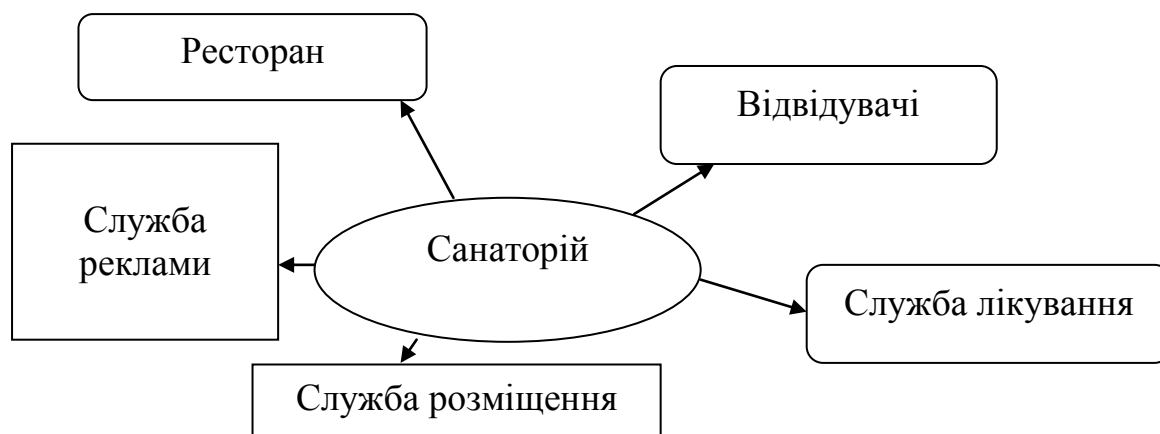 Ресторан
Відвідувачі
Служба
реклами
Санаторій
Служба лікування
Служба розміщення